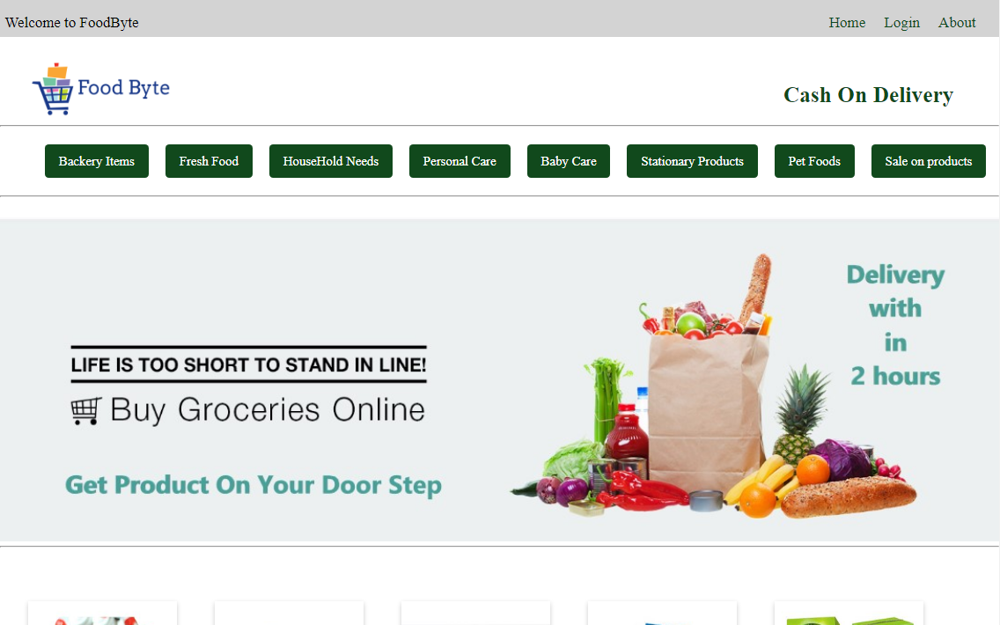 Welcome to FoodByte
Home Login About
Food Byte
Cash On Delivery
Backery Items Fresh Food HouseHold Needs Personal Care Baby Care Stationary Products Pet Foods Sale on products
Delivery
with
in
2 hours
LIFE IS TOO SHORT TO STAND IN LINE!
Buy Groceries Online
Get Product On Your Door Step